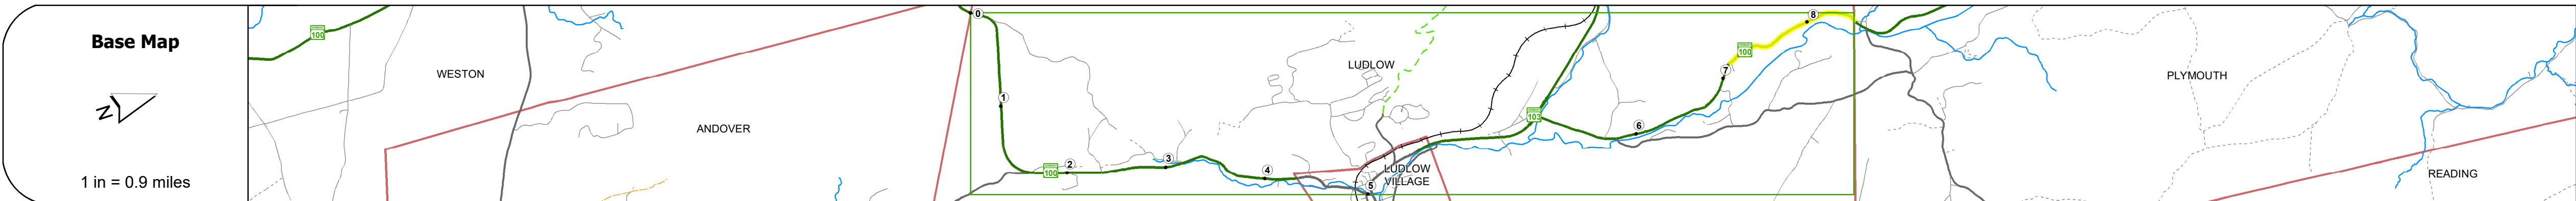 Base Map
N
1 in = 0.9 miles
100
WESTON
ANDOVER
0
1
100
2
3
4
5
LUDLOW
LUDLOW
VILLAGE
103
6
7
100
8
PLYMOUTH
READING